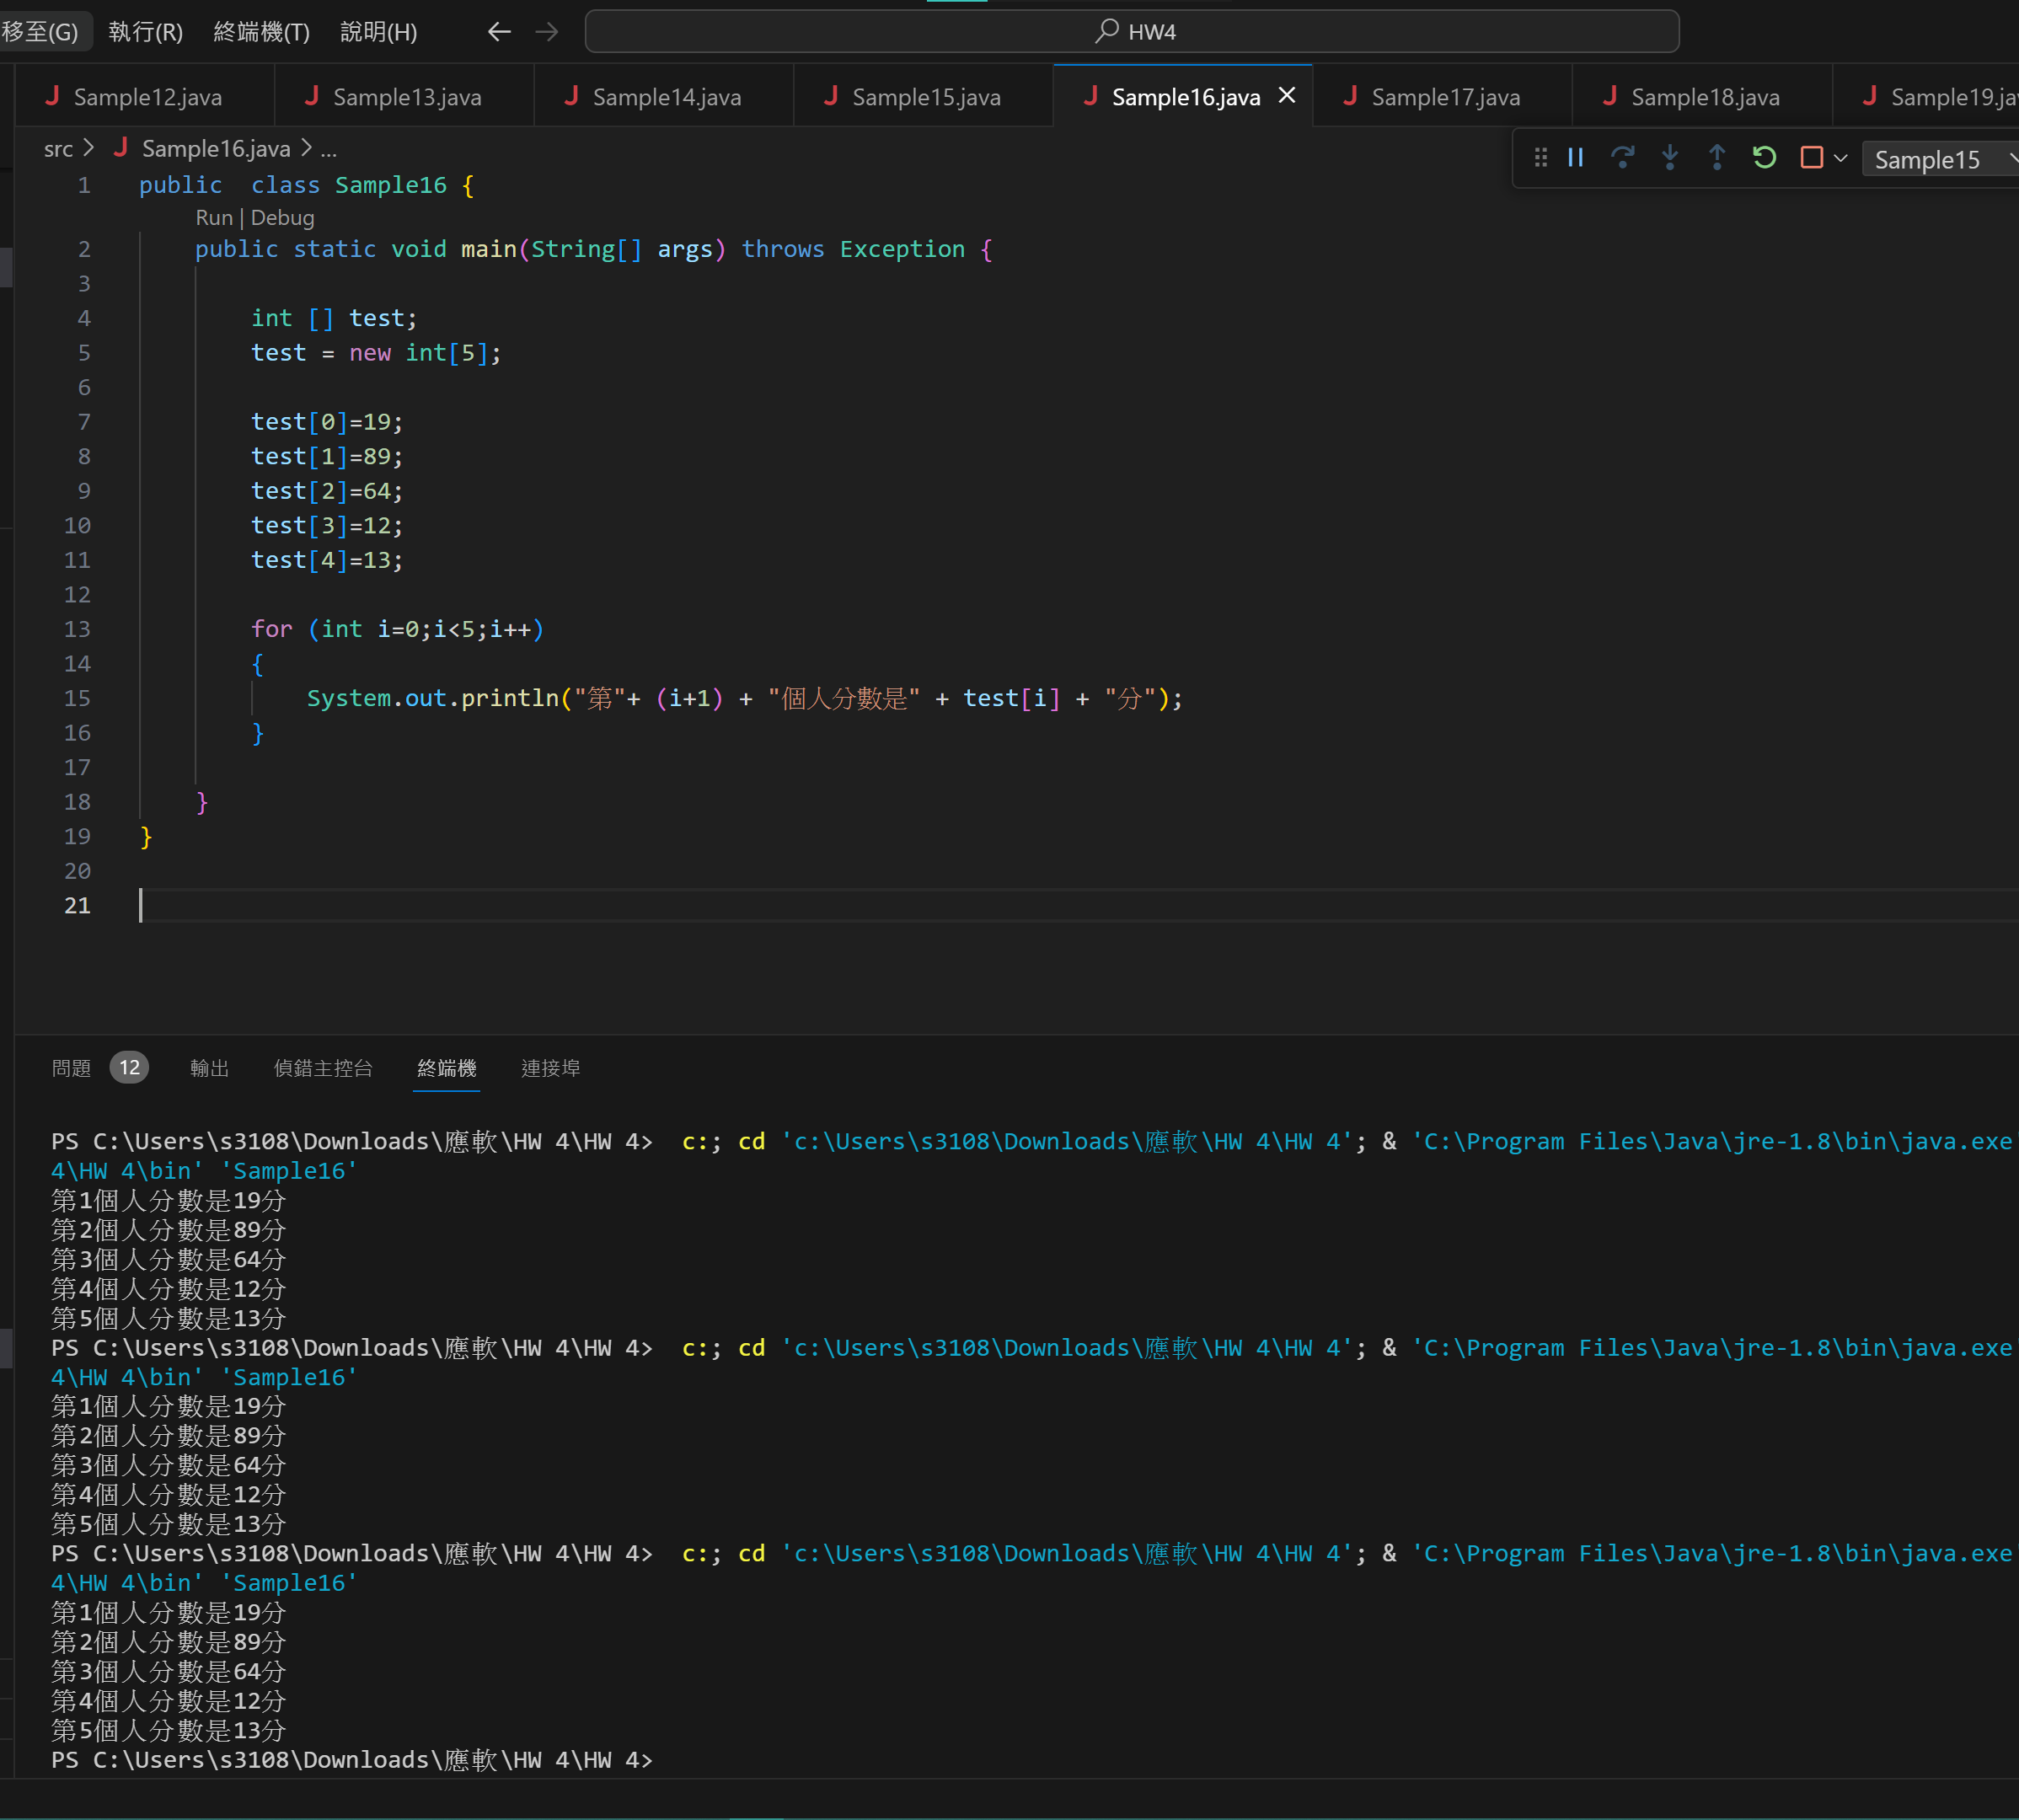 移至(G) 執行(R) 終端機(T) 說明(H) HW4
Sample12.java Sample13.java Sample14.java Sample15.java Sample16.java Sample17.java Sample18.java Sample19.ja
src > Sample16.java > ...
Sample15
1 public  class Sample16 {
Run | Debug
2 public static void main(String[] args) throws Exception {
3
4 int [] test;
5 test = new int[5];
6
7 test[0]=19;
8 test[1]=89;
9 test[2]=64;
10 test[3]=12;
11 test[4]=13;
12
13 for (int i=0;i<5;i++)
14 {
15 System.out.println("第"+ (i+1) + "個人分數是" + test[i] + "分");
16 }
17
18 }
19 }
20
21
問題 12 輸出 偵錯主控台 終端機 連接埠
PS C:\Users\s3108\Downloads\應軟\HW 4\HW 4>  c:; cd 'c:\Users\s3108\Downloads\應軟\HW 4\HW 4'; & 'C:\Program Files\Java\jre-1.8\bin\java.exe'
4\HW 4\bin' 'Sample16'
第1個人分數是19分
第2個人分數是89分
第3個人分數是64分
第4個人分數是12分
第5個人分數是13分
PS C:\Users\s3108\Downloads\應軟\HW 4\HW 4>  c:; cd 'c:\Users\s3108\Downloads\應軟\HW 4\HW 4'; & 'C:\Program Files\Java\jre-1.8\bin\java.exe'
4\HW 4\bin' 'Sample16'
第1個人分數是19分
第2個人分數是89分
第3個人分數是64分
第4個人分數是12分
第5個人分數是13分
PS C:\Users\s3108\Downloads\應軟\HW 4\HW 4>  c:; cd 'c:\Users\s3108\Downloads\應軟\HW 4\HW 4'; & 'C:\Program Files\Java\jre-1.8\bin\java.exe'
4\HW 4\bin' 'Sample16'
第1個人分數是19分
第2個人分數是89分
第3個人分數是64分
第4個人分數是12分
第5個人分數是13分
PS C:\Users\s3108\Downloads\應軟\HW 4\HW 4>